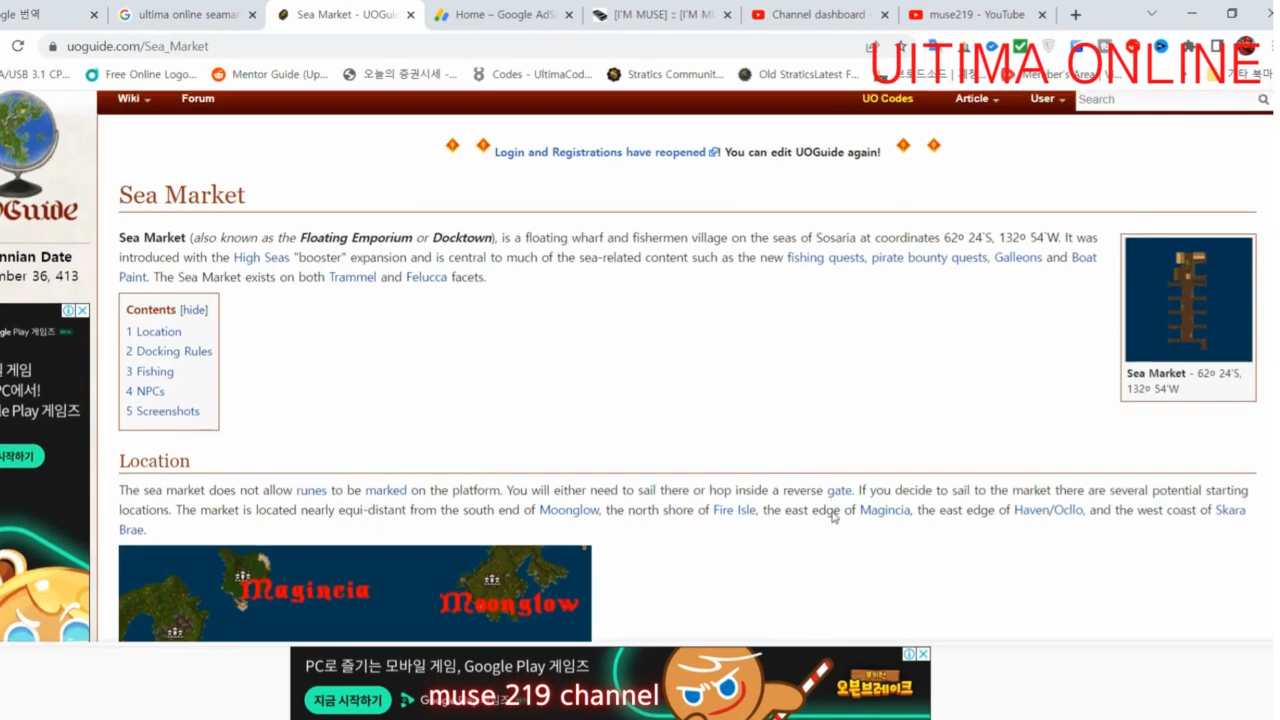 gle 번역
ultima online seamar
Sea Market - UOGui
Home – Google AdSe
[I'M MUSE] :: [I'M MU
Channel dashboard -
muse219 - YouTube
uoguide.com/Sea_Market
A/USB 3.1 CP...
Free Online Logo...
Mentor Guide (Up...
오늘의 증권시세 -...
Codes - UltimaCod...
Stratics Communit...
Old StraticsLatest F...
UITIMA ONLINE
Wiki
Forum
UO Codes
Article
User
Search
Login and Registrations have reopened! You can edit UOGuide again!
OGuide
nnian Date
mber 36, 413
Sea Market
Sea Market (also known as the Floating Emporium or Docktown), is a floating wharf and fishermen village on the seas of Sosaria at coordinates 62º 24'S, 132º 54'W. It was
introduced with the High Seas "booster" expansion and is central to much of the sea-related content such as the new fishing quests, pirate bounty quests, Galleons and Boat
Paint. The Sea Market exists on both Trammel and Felucca facets.
Contents [hide]
1 Location
2 Docking Rules
3 Fishing
4 NPCs
5 Screenshots
Sea Market - 62º 24'S,
132º 54'W
gle Play 게임즈
일 게임
PC에서!
le Play 게임즈
시작하기
Location
The sea market does not allow runes to be marked on the platform. You will either need to sail there or hop inside a reverse gate. If you decide to sail to the market there are several potential starting
locations. The market is located nearly equi-distant from the south end of Moonglow, the north shore of Fire Isle, the east edge of Magincia, the east edge of Haven/Ocllo, and the west coast of Skara
Brae.
Magincia
Moonglow
PC로 즐기는 모바일 게임, Google Play 게임즈
지금 시작하기
muse 219 channel
쿠키런
오븐브레이크